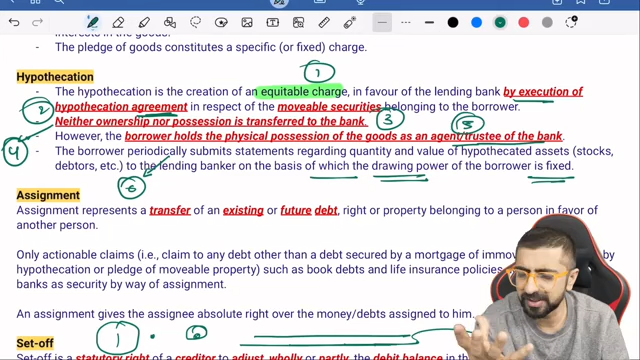 interests in the goods.
- The pledge of goods constitutes a specific (or fixed) charge.
Hypothecation
1
- The hypothecation is the creation of an equitable charge, in favour of the lending bank by execution of
2
hypothecation agreement in respect of the moveable securities belonging to the borrower.
- Neither ownership nor possession is transferred to the bank.
3
5
- However, the borrower holds the physical possession of the goods as an agent/trustee of the bank.
4
- The borrower periodically submits statements regarding quantity and value of hypothecated assets (stocks,
debtors, etc.) to the lending banker on the basis of which the drawing power of the borrower is fixed.
6
Assignment
Assignment represents a transfer of an existing or future debt, right or property belonging to a person in favor of
another person.
Only actionable claims (i.e., claim to any debt other than a debt secured by a mortgage of immov by
hypothecation or pledge of moveable property) such as book debts and life insurance policies
banks as security by way of assignment.
An assignment gives the assignee absolute right over the money/debts assigned to him.
1
Set-off
Set-off is a statutory right of a creditor to adjust, wholly or partly, the debit balance in the